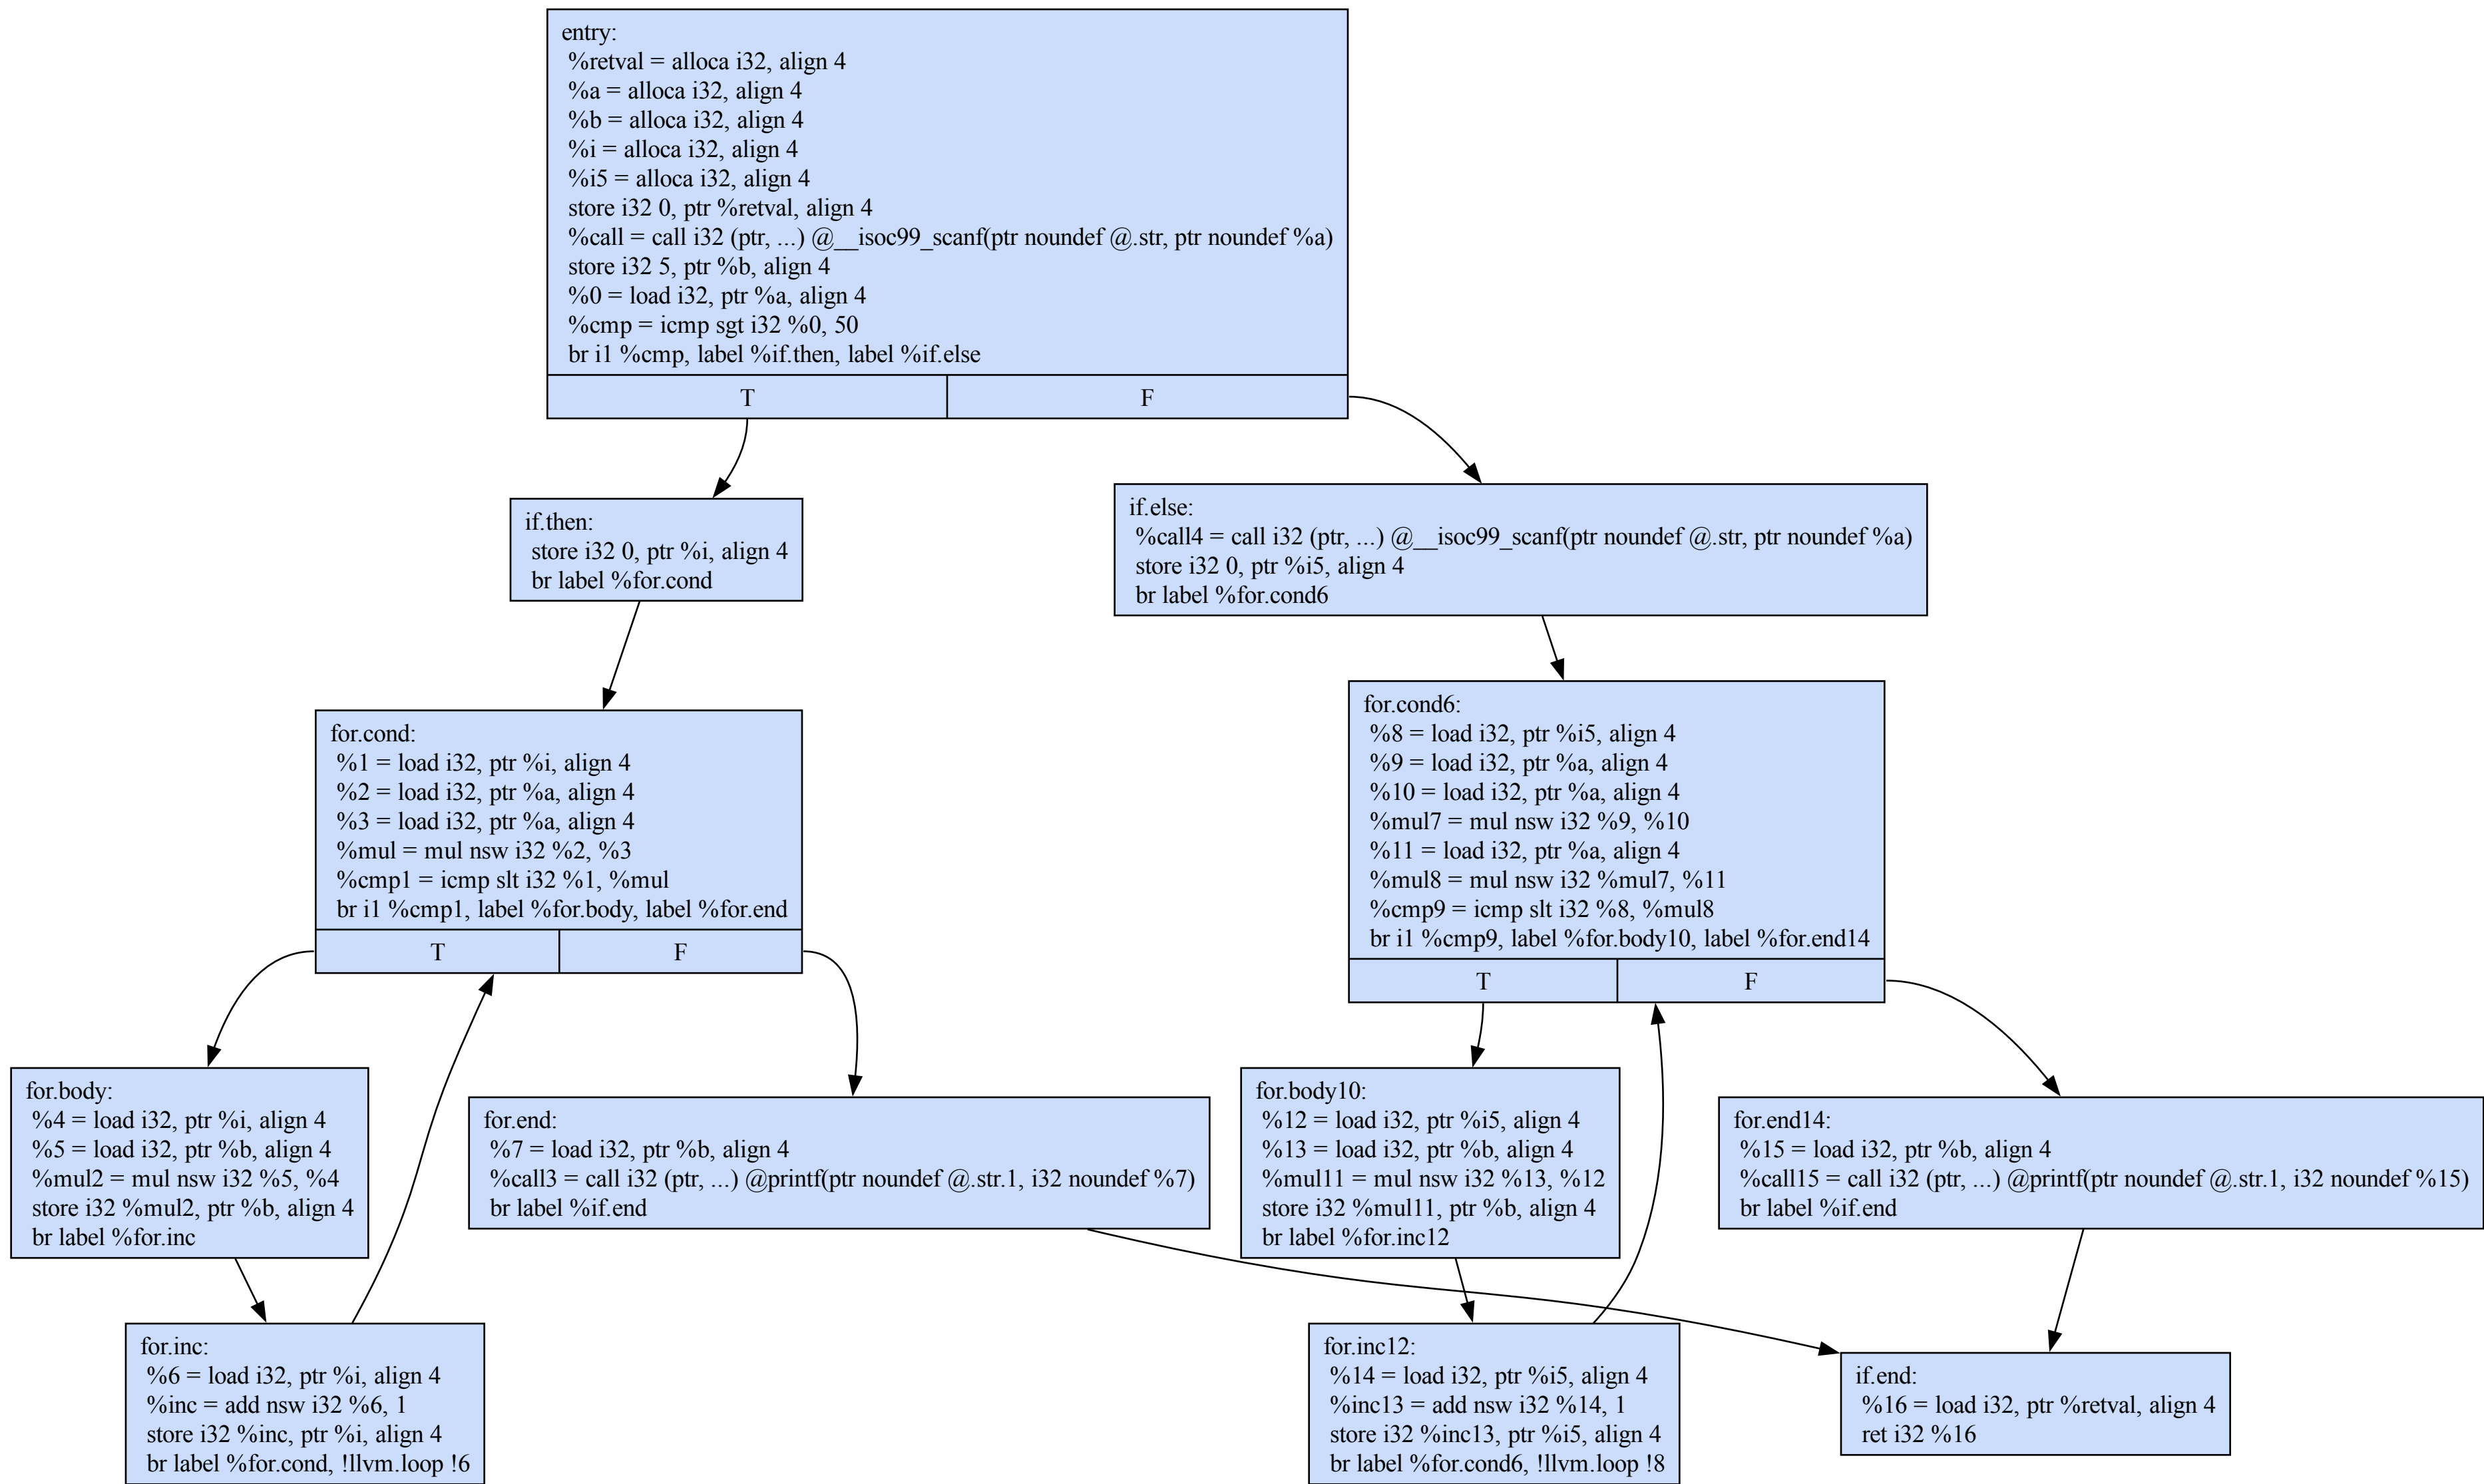 entry:
%retval = alloca i32, align 4
%a = alloca i32, align 4
%b = alloca i32, align 4
%i = alloca i32, align 4
%i5 = alloca i32, align 4
store i32 0, ptr %retval, align 4
%call = call i32 (ptr, ...) @__isoc99_scanf(ptr noundef @.str, ptr noundef %a)
store i32 5, ptr %b, align 4
%0 = load i32, ptr %a, align 4
%cmp = icmp sgt i32 %0, 50
br i1 %cmp, label %if.then, label %if.else
T
F
if.then:
store i32 0, ptr %i, align 4
br label %for.cond
if.else:
%call4 = call i32 (ptr, ...) @__isoc99_scanf(ptr noundef @.str, ptr noundef %a)
store i32 0, ptr %i5, align 4
br label %for.cond6
for.cond:
%1 = load i32, ptr %i, align 4
%2 = load i32, ptr %a, align 4
%3 = load i32, ptr %a, align 4
%mul = mul nsw i32 %2, %3
%cmp1 = icmp slt i32 %1, %mul
br i1 %cmp1, label %for.body, label %for.end
T
F
for.cond6:
%8 = load i32, ptr %i5, align 4
%9 = load i32, ptr %a, align 4
%10 = load i32, ptr %a, align 4
%mul7 = mul nsw i32 %9, %10
%11 = load i32, ptr %a, align 4
%mul8 = mul nsw i32 %mul7, %11
%cmp9 = icmp slt i32 %8, %mul8
br i1 %cmp9, label %for.body10, label %for.end14
T
F
for.body:
%4 = load i32, ptr %i, align 4
%5 = load i32, ptr %b, align 4
%mul2 = mul nsw i32 %5, %4
store i32 %mul2, ptr %b, align 4
br label %for.inc
for.end:
%7 = load i32, ptr %b, align 4
%call3 = call i32 (ptr, ...) @printf(ptr noundef @.str.1, i32 noundef %7)
br label %if.end
for.body10:
%12 = load i32, ptr %i5, align 4
%13 = load i32, ptr %b, align 4
%mul11 = mul nsw i32 %13, %12
store i32 %mul11, ptr %b, align 4
br label %for.inc12
for.end14:
%15 = load i32, ptr %b, align 4
%call15 = call i32 (ptr, ...) @printf(ptr noundef @.str.1, i32 noundef %15)
br label %if.end
for.inc:
%6 = load i32, ptr %i, align 4
%inc = add nsw i32 %6, 1
store i32 %inc, ptr %i, align 4
br label %for.cond, !llvm.loop !6
for.inc12:
%14 = load i32, ptr %i5, align 4
%inc13 = add nsw i32 %14, 1
store i32 %inc13, ptr %i5, align 4
br label %for.cond6, !llvm.loop !8
if.end:
%16 = load i32, ptr %retval, align 4
ret i32 %16